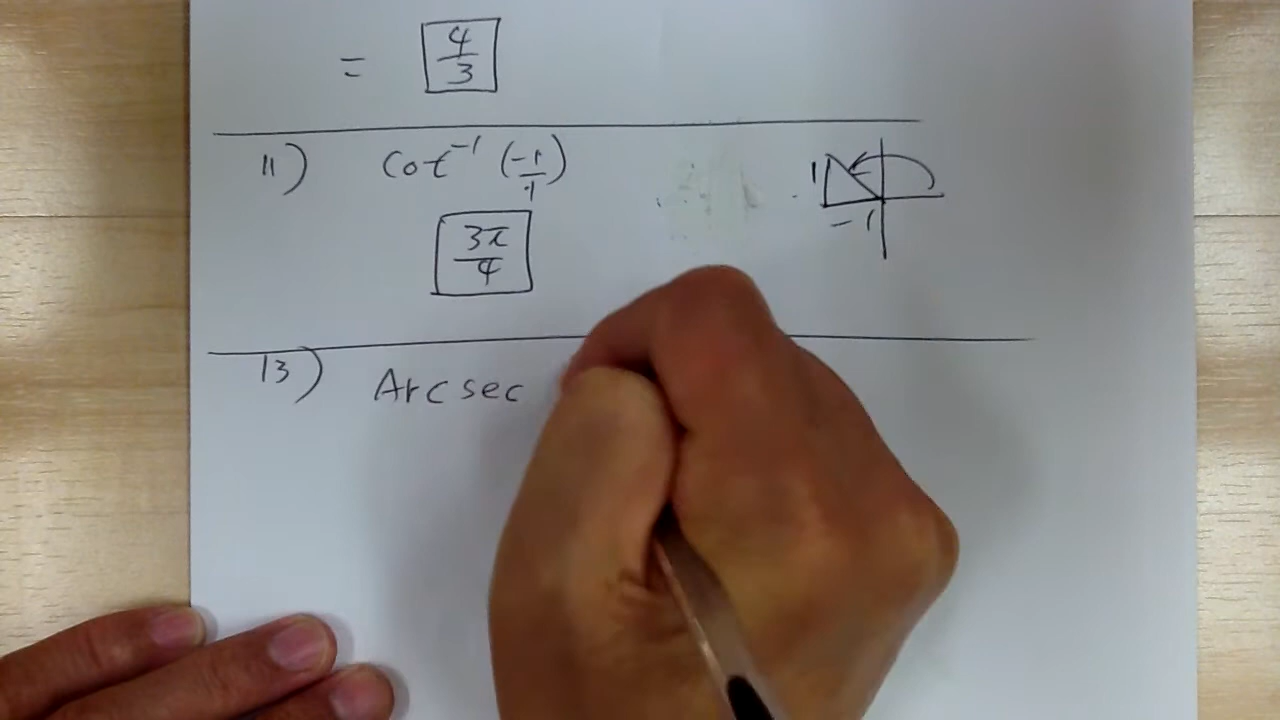 = 4/3
11) Cot⁻¹ (-1/1)
3π/4
1
-1
13) Arcsec